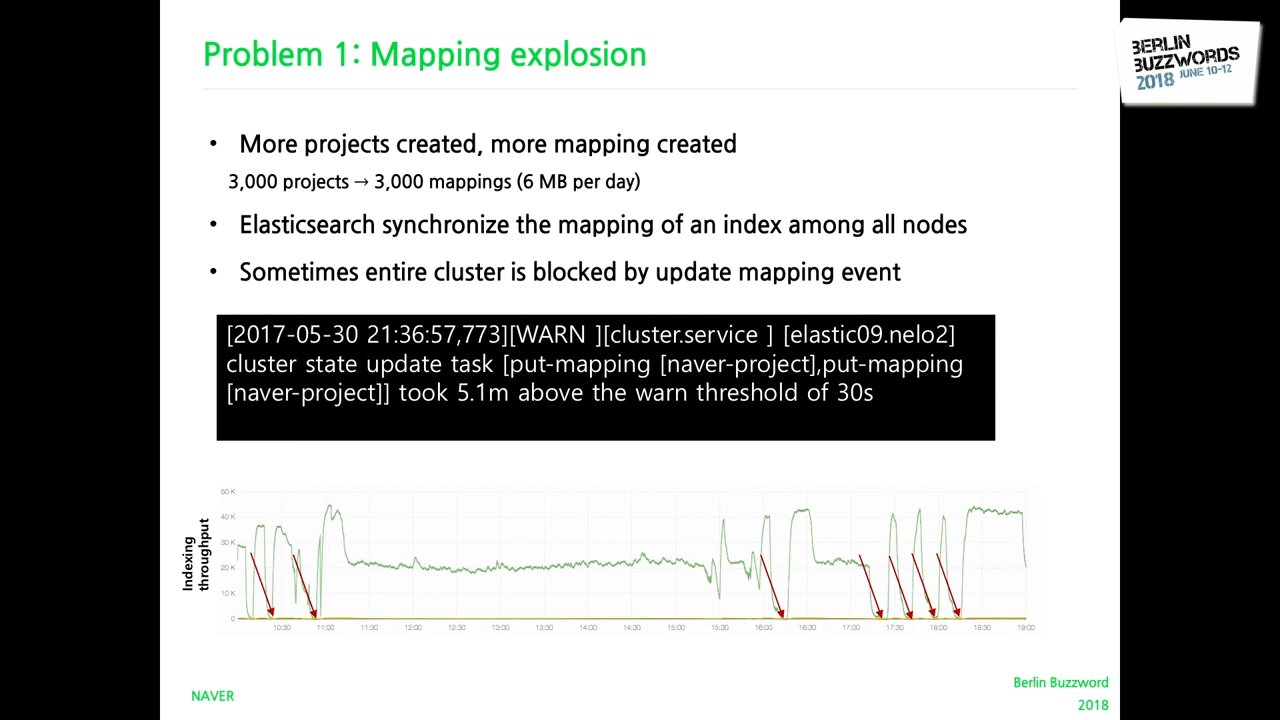 Problem 1: Mapping explosion
BERLIN
BUZZWORDS
2018 JUNE 10-12
• More projects created, more mapping created
3,000 projects → 3,000 mappings (6 MB per day)
• Elasticsearch synchronize the mapping of an index among all nodes
• Sometimes entire cluster is blocked by update mapping event
[2017-05-30 21:36:57,773][WARN ][cluster.service ] [elastic09.nelo2]
cluster state update task [put-mapping [naver-project],put-mapping
[naver-project]] took 5.1m above the warn threshold of 30s
Indexing
throughput
50 K
40 K
30 K
20 K
10 K
0
10:30 11:00 11:30 12:00 12:30 13:00 13:30 14:00 14:30 15:00 15:30 16:00 16:30 17:00 17:30 18:00 18:30 19:00
NAVER
Berlin Buzzword
2018